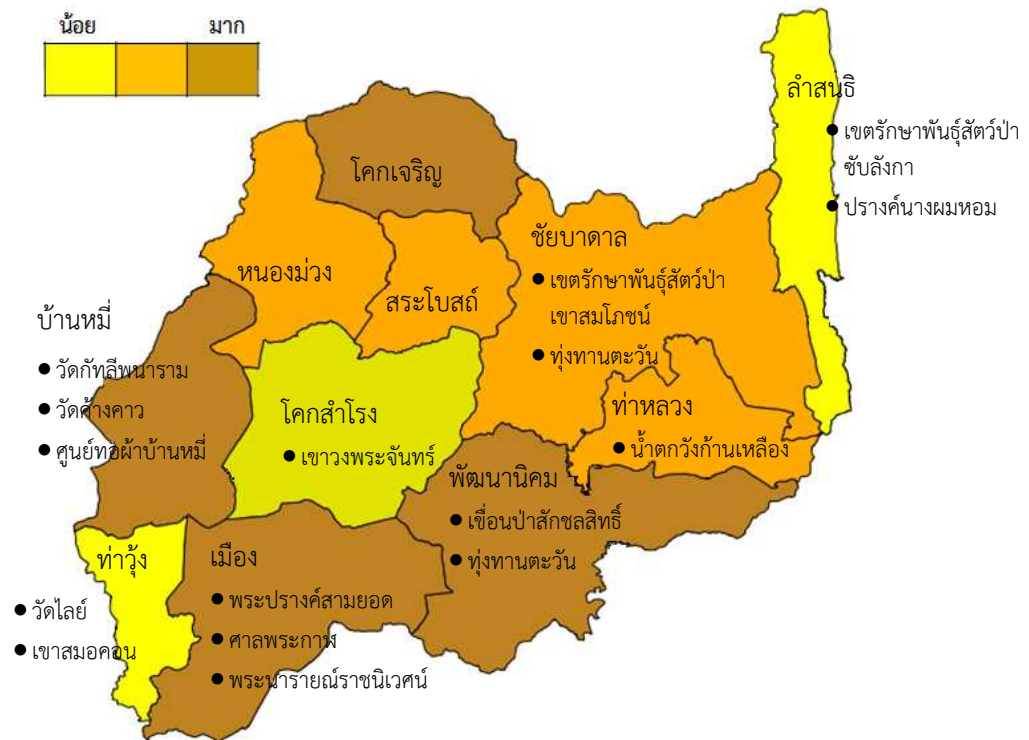 น้อย มาก
ลำสนธิ
● เขตรักษาพันธุ์สัตว์ป่า
ซับลังกา
● ปรางค์นางผมหอม
โคกเจริญ
ชัยบาดาล
● เขตรักษาพันธุ์สัตว์ป่า
เขาสมโภชน์
● ทุ่งทานตะวัน
หนองม่วง
สระโบสถ์
บ้านหมี่
● วัดกัทลีพนาราม
● วัดค้างคาว
● ศูนย์ทอผ้าบ้านหมี่
โคกสำโรง
● เขาวงพระจันทร์
ท่าหลวง
● น้ำตกวังก้านเหลือง
พัฒนานิคม
● เขื่อนป่าสักชลสิทธิ์
● ทุ่งทานตะวัน
ท่าวุ้ง
● วัดไลย์
● เขาสมอคอน
เมือง
● พระปรางค์สามยอด
● ศาลพระกาฬ
● พระนารายณ์ราชนิเวศน์